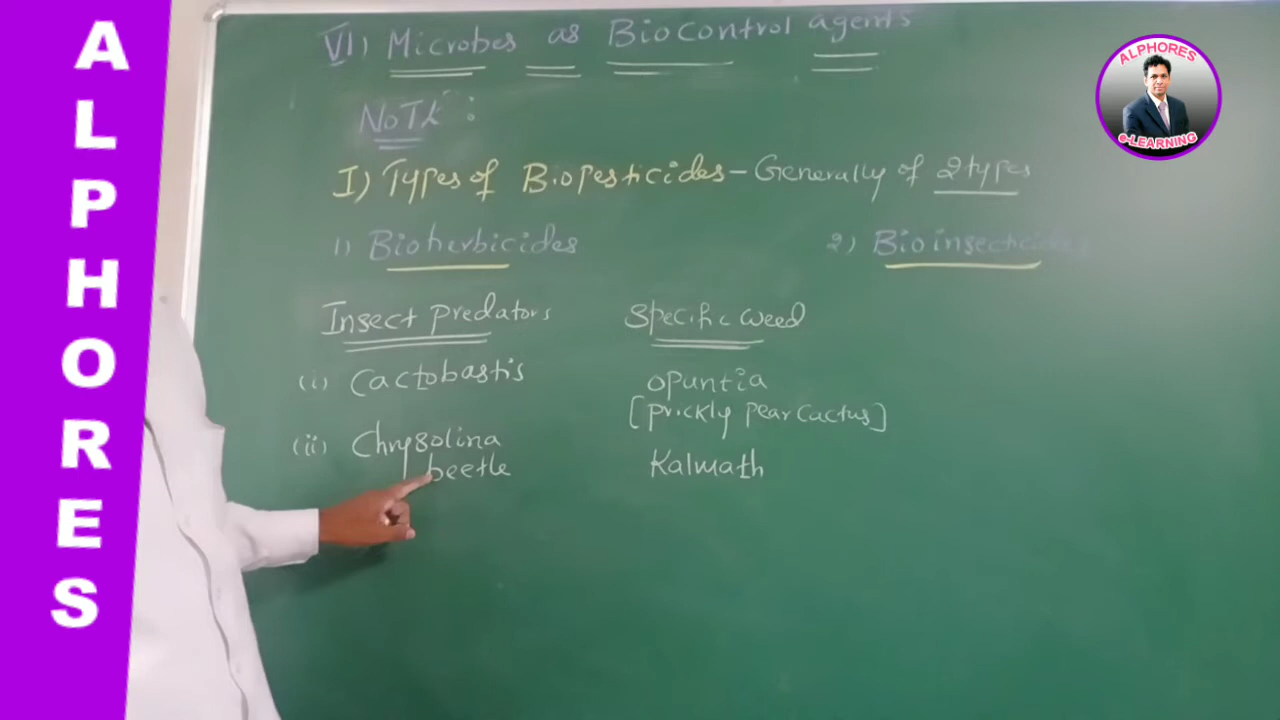 ALPHORES
VI) Microbes as Biocontrol agents
ALPHORES
e-LEARNING
NOTE:
I) Types of Biopesticides - Generally of 2 types
1) Bioherbicides 2) Bioinsecticides
Insect predators Specific weed
(i) Cactobastis opuntia
[prickly pear cactus]
(ii) Chrysolina
beetle Kalmath